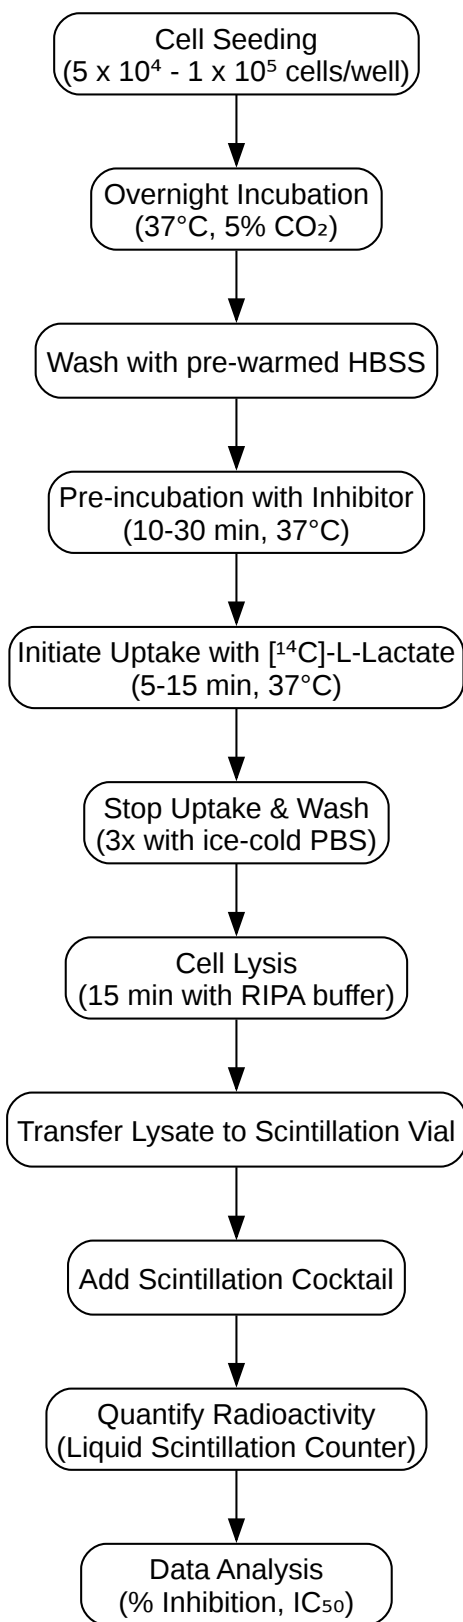 Cell Seeding
(5 x 10⁴ - 1 x 10⁵ cells/well)
Overnight Incubation
(37°C, 5% CO₂)
Wash with pre-warmed HBSS
Pre-incubation with Inhibitor
(10-30 min, 37°C)
Initiate Uptake with [¹⁴C]-L-Lactate
(5-15 min, 37°C)
Stop Uptake & Wash
(3x with ice-cold PBS)
Cell Lysis
(15 min with RIPA buffer)
Transfer Lysate to Scintillation Vial
Add Scintillation Cocktail
Quantify Radioactivity
(Liquid Scintillation Counter)
Data Analysis
(% Inhibition, IC₅₀)